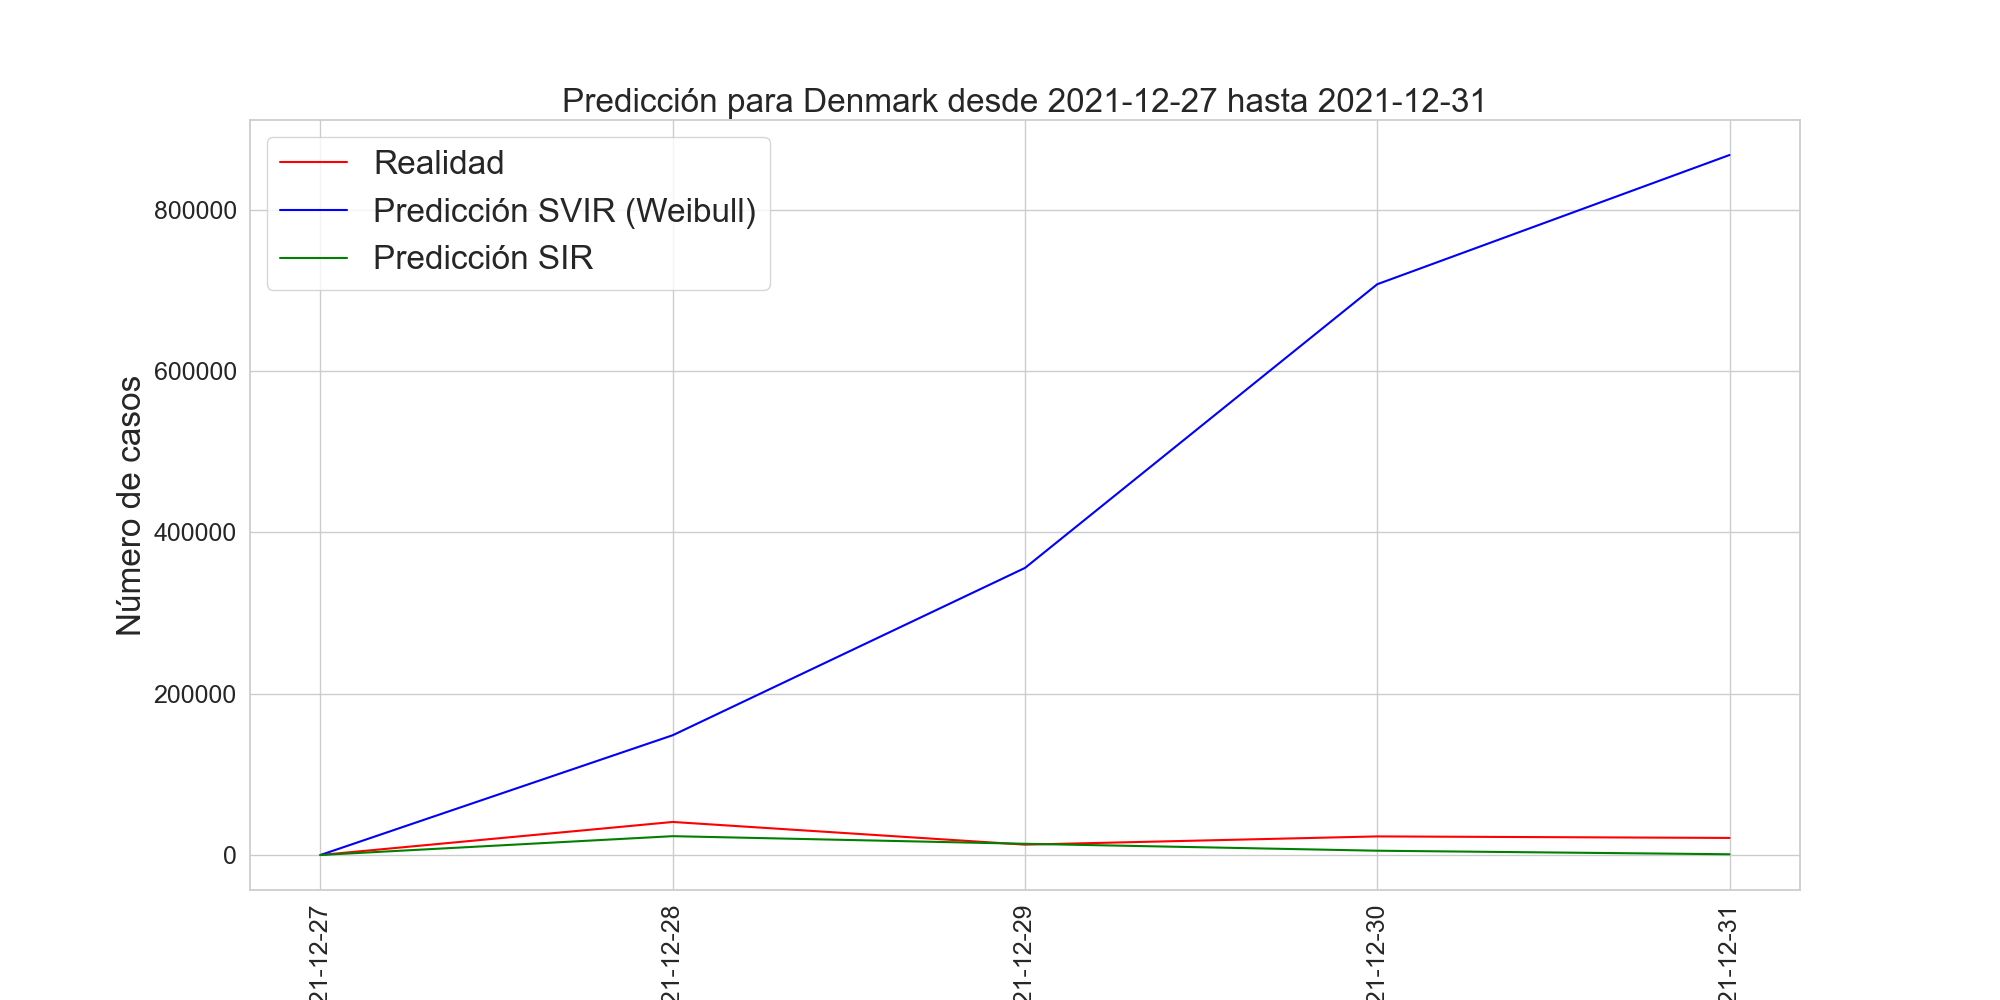 Predicción para Denmark desde 2021-12-27 hasta 2021-12-31
Realidad
Predicción SVIR (Weibull)
Predicción SIR
Número de casos
800000
600000
400000
200000
0
21-12-27
21-12-28
21-12-29
21-12-30
21-12-31